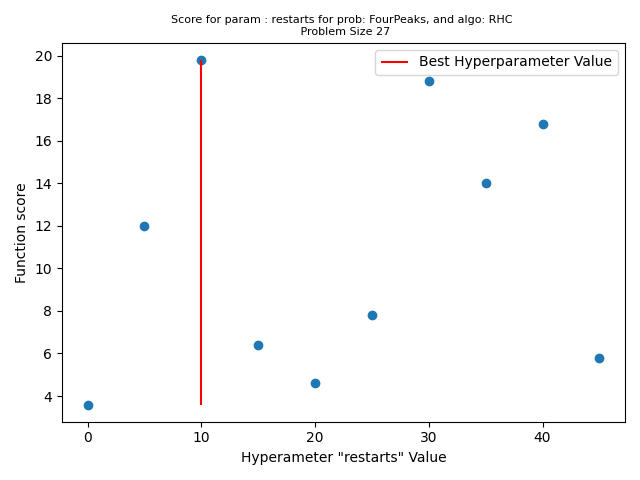 Score for param : restarts for prob: FourPeaks, and algo: RHC
Problem Size 27
Best Hyperparameter Value
Function score
20
18
16
14
12
10
8
6
4
0
10
20
30
40
Hyperameter "restarts" Value